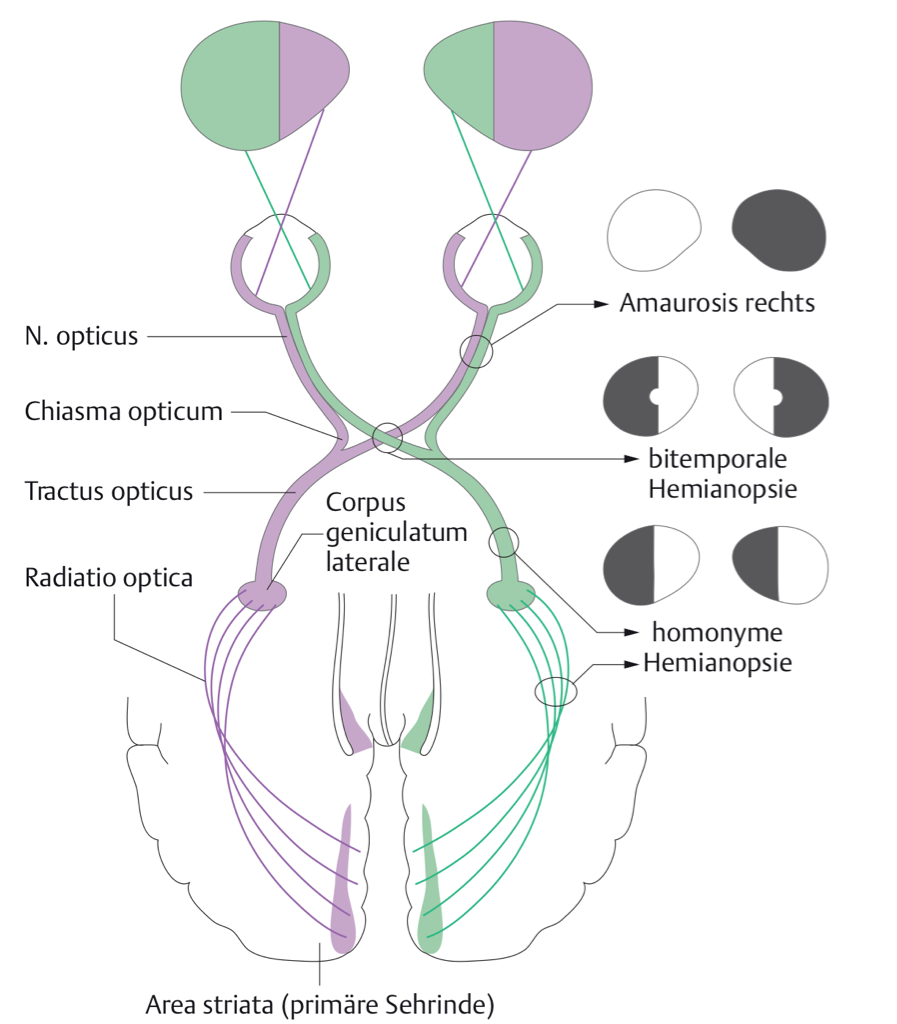 Amaurosis rechts
N. opticus
bitemporale
Hemianopsie
Chiasma opticum
Tractus opticus
Corpus
geniculatum
laterale
Radiatio optica
homonyme
Hemianopsie
Area striata (primäre Sehrinde)